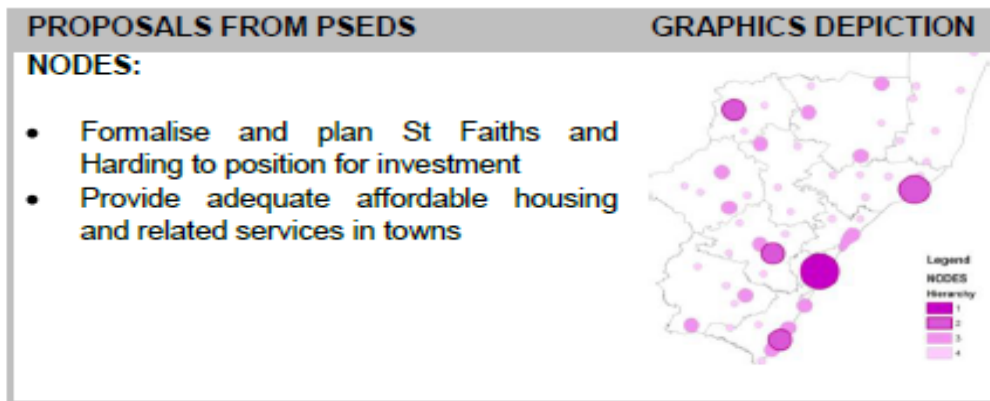 PROPOSALS FROM PSEDS GRAPHICS DEPICTION
NODES:
• Formalise and plan St Faiths and
Harding to position for investment
• Provide adequate affordable housing
and related services in towns
Legend
NODES
Hierarchy
1
2
3
4